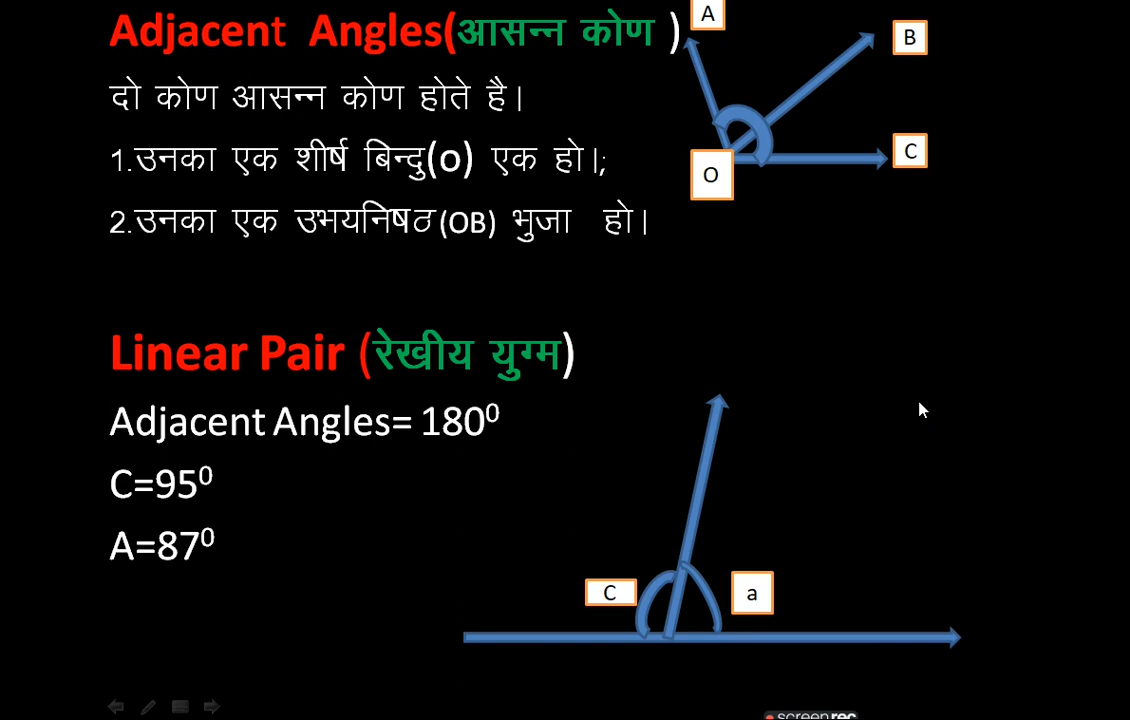 Adjacent Angles(आसन्न कोण )
दो कोण आसन्न कोण होते है।
1.उनका एक शीर्ष बिन्दु(o) एक हो।;
2.उनका एक उभयनिषठ(OB) भुजा हो।
A
B
C
O
Linear Pair (रेखीय युग्म)
Adjacent Angles= 180⁰
C=95⁰
A=87⁰
C
a
screenrec